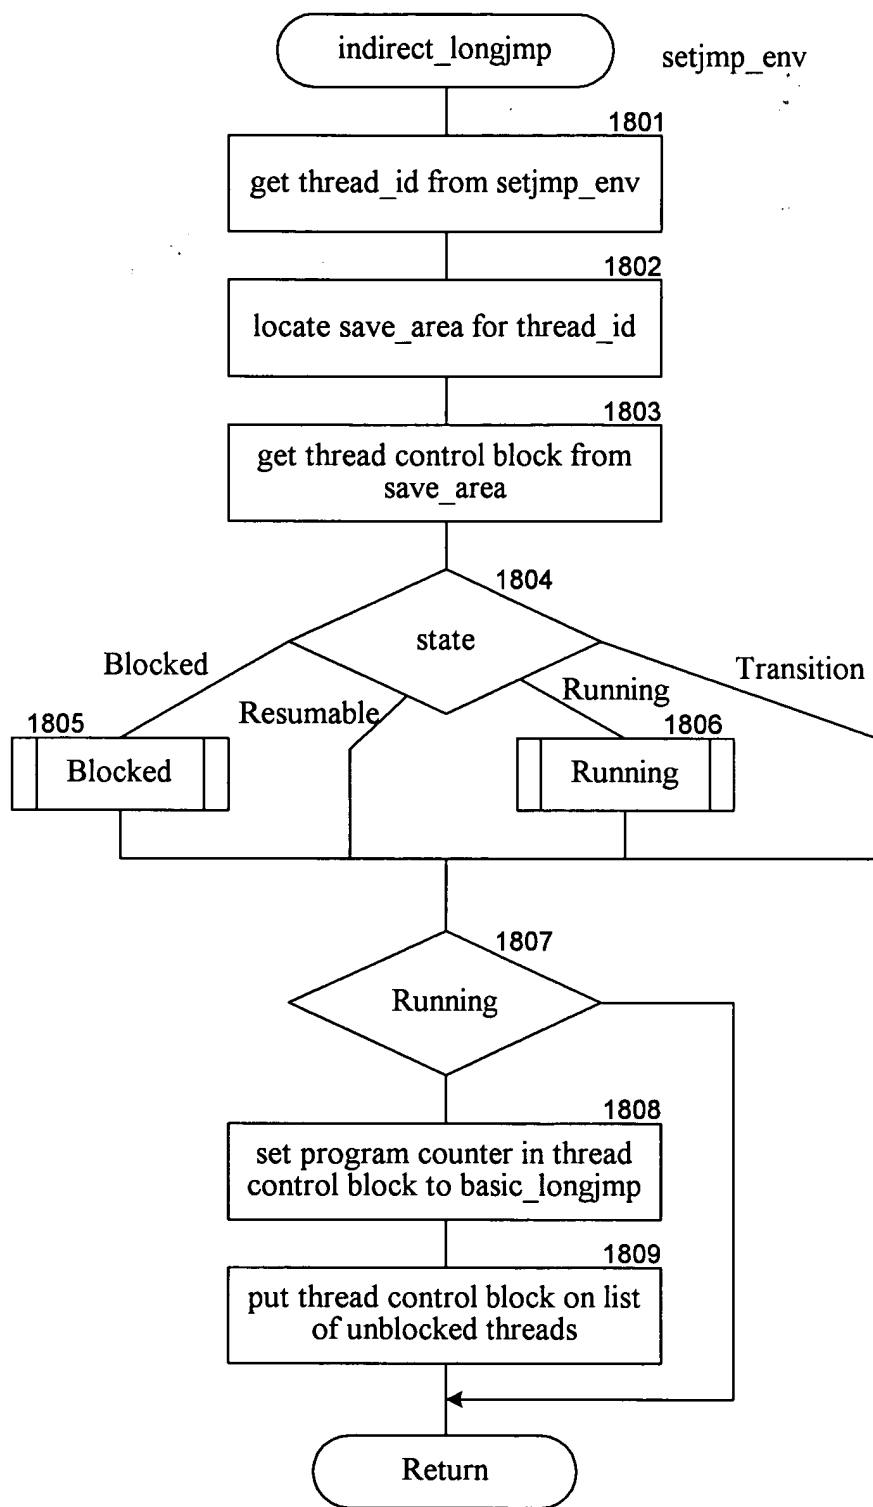 indirect_longjmp
setjmp_env
1801
get thread_id from setjmp_env
1802
locate save_area for thread_id
1803
get thread control block from
save_area
1804
state
Blocked
Resumable
Running
Transition
1805
Blocked
1806
Running
1807
Running
1808
set program counter in thread
control block to basic_longjmp
1809
put thread control block on list
of unblocked threads
Return